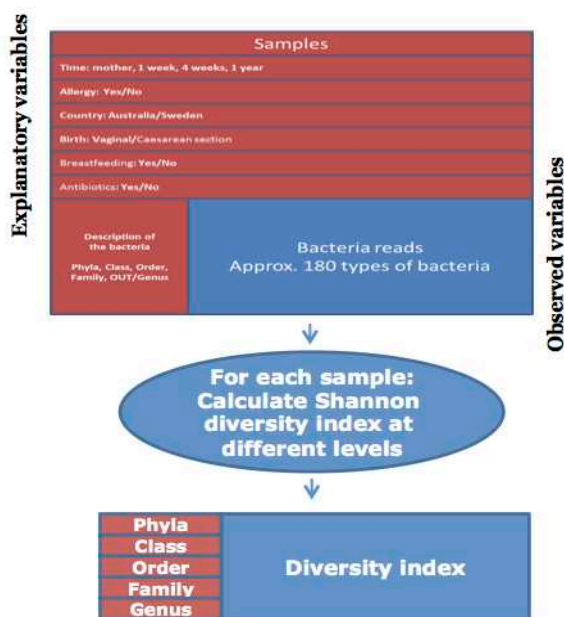 Explanatory variables
Samples
Time: mother, 1 week, 4 weeks, 1 year
Allergy: Yes/No
Country: Australia/Sweden
Birth: Vaginal/Caesarean section
Breastfeeding: Yes/No
Antibiotics: Yes/No
Description of
the bacteria
Phyla, Class, Order,
Family, OUT/Genus
Bacteria reads
Approx. 180 types of bacteria
Observed variables
For each sample:
Calculate Shannon
diversity index at
different levels
Phyla
Class
Order
Family
Genus
Diversity index